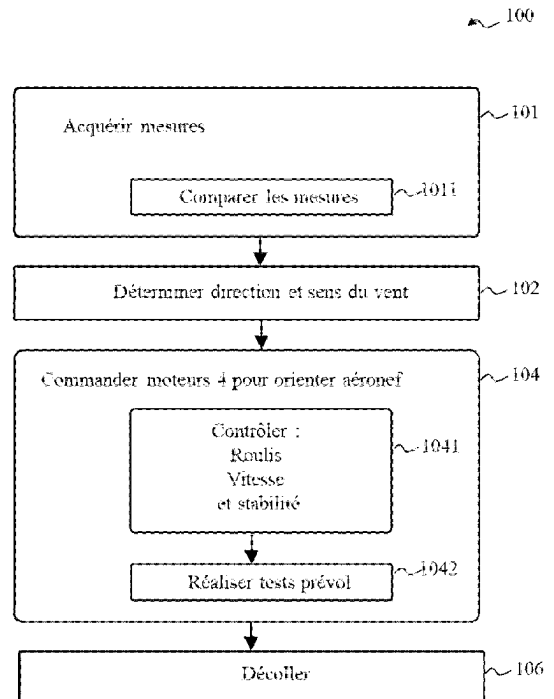 100
Acquérir mesures
101
Comparer les mesures
1011
Déterminer direction et sens du vent
102
Commander moteurs 4 pour orienter aéronef
104
Contrôler :
Roulis
Vitesse
et stabilité
1041
Réaliser tests prévol
1042
Décoller
106